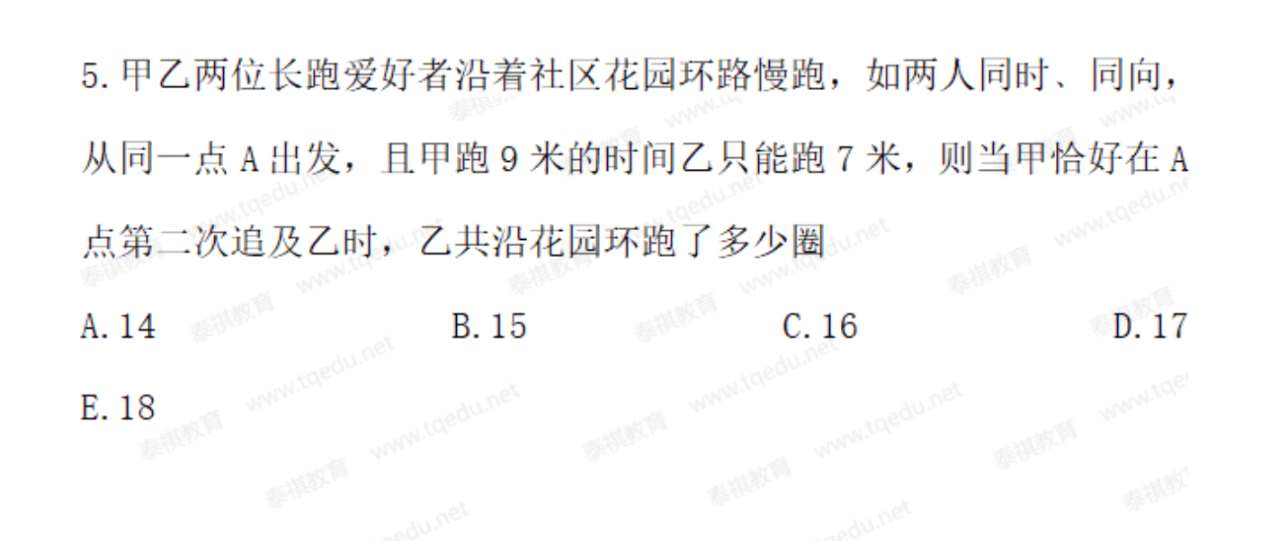 5.甲乙两位长跑爱好者沿着社区花园环路慢跑，如两人同时、同向，
从同一点 A 出发，且甲跑 9 米的时间乙只能跑 7 米，则当甲恰好在 A
点第二次追及乙时，乙共沿花园环跑了多少圈
A.14 B.15 C.16 D.17
E.18
泰祺教育 www.tqedu.net